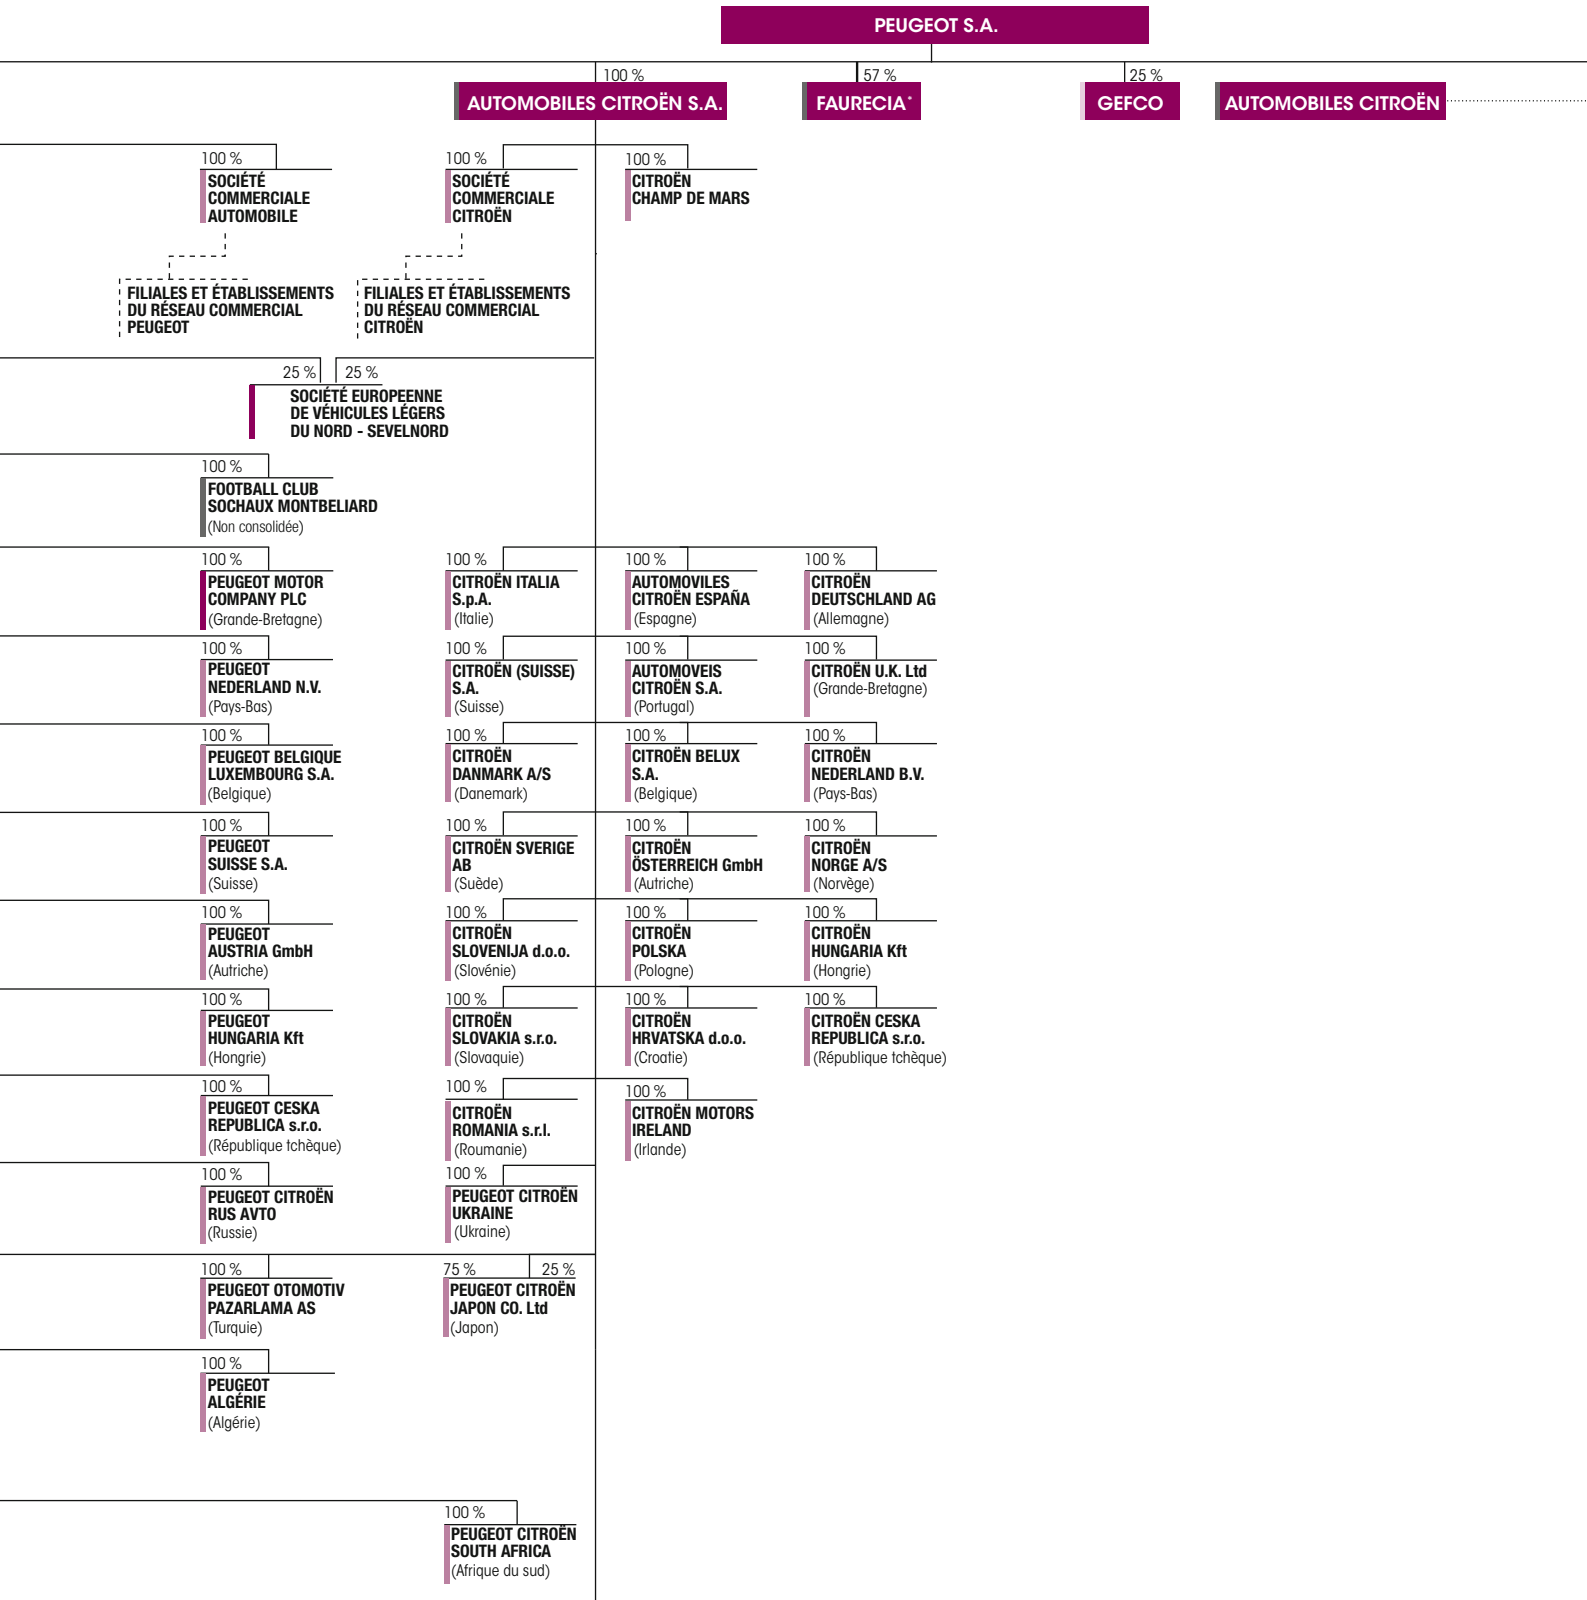 PEUGEOT S.A.
100 %
57 %
25 %
AUTOMOBILES CITROËN S.A.
FAURECIA*
GEFCO
AUTOMOBILES CITROËN
100 %
SOCIÉTÉ
COMMERCIALE
AUTOMOBILE
100 %
SOCIÉTÉ
COMMERCIALE
CITROËN
100 %
CITROËN
CHAMP DE MARS
FILIALES ET ÉTABLISSEMENTS
DU RÉSEAU COMMERCIAL
PEUGEOT
FILIALES ET ÉTABLISSEMENTS
DU RÉSEAU COMMERCIAL
CITROËN
25 %
25 %
SOCIÉTÉ EUROPEENNE
DE VÉHICULES LÉGERS
DU NORD - SEVELNORD
100 %
FOOTBALL CLUB
SOCHAUX MONTBELIARD
(Non consolidée)
100 %
PEUGEOT MOTOR
COMPANY PLC
(Grande-Bretagne)
100 %
CITROËN ITALIA
S.p.A.
(Italie)
100 %
AUTOMOVILES
CITROËN ESPAÑA
(Espagne)
100 %
CITROËN
DEUTSCHLAND AG
(Allemagne)
100 %
PEUGEOT
NEDERLAND N.V.
(Pays-Bas)
100 %
CITROËN (SUISSE)
S.A.
(Suisse)
100 %
AUTOMOVEIS
CITROËN S.A.
(Portugal)
100 %
CITROËN U.K. Ltd
(Grande-Bretagne)
100 %
PEUGEOT BELGIQUE
LUXEMBOURG S.A.
(Belgique)
100 %
CITROËN
DANMARK A/S
(Danemark)
100 %
CITROËN BELUX
S.A.
(Belgique)
100 %
CITROËN
NEDERLAND B.V.
(Pays-Bas)
100 %
PEUGEOT
SUISSE S.A.
(Suisse)
100 %
CITROËN SVERIGE
AB
(Suède)
100 %
CITROËN
ÖSTERREICH GmbH
(Autriche)
100 %
CITROËN
NORGE A/S
(Norvège)
100 %
PEUGEOT
AUSTRIA GmbH
(Autriche)
100 %
CITROËN
SLOVENIJA d.o.o.
(Slovénie)
100 %
CITROËN
POLSKA
(Pologne)
100 %
CITROËN
HUNGARIA Kft
(Hongrie)
100 %
PEUGEOT
HUNGARIA Kft
(Hongrie)
100 %
CITROËN
SLOVAKIA s.r.o.
(Slovaquie)
100 %
CITROËN
HRVATSKA d.o.o.
(Croatie)
100 %
CITROËN CESKA
REPUBLICA s.r.o.
(République tchèque)
100 %
PEUGEOT CESKA
REPUBLICA s.r.o.
(République tchèque)
100 %
CITROËN
ROMANIA s.r.l.
(Roumanie)
100 %
CITROËN MOTORS
IRELAND
(Irlande)
100 %
PEUGEOT CITROËN
RUS AVTO
(Russie)
100 %
PEUGEOT CITROËN
UKRAINE
(Ukraine)
100 %
PEUGEOT OTOMOTIV
PAZARLAMA AS
(Turquie)
75 %
25 %
PEUGEOT CITROËN
JAPON CO. Ltd
(Japon)
100 %
PEUGEOT
ALGÉRIE
(Algérie)
100 %
PEUGEOT CITROËN
SOUTH AFRICA
(Afrique du sud)